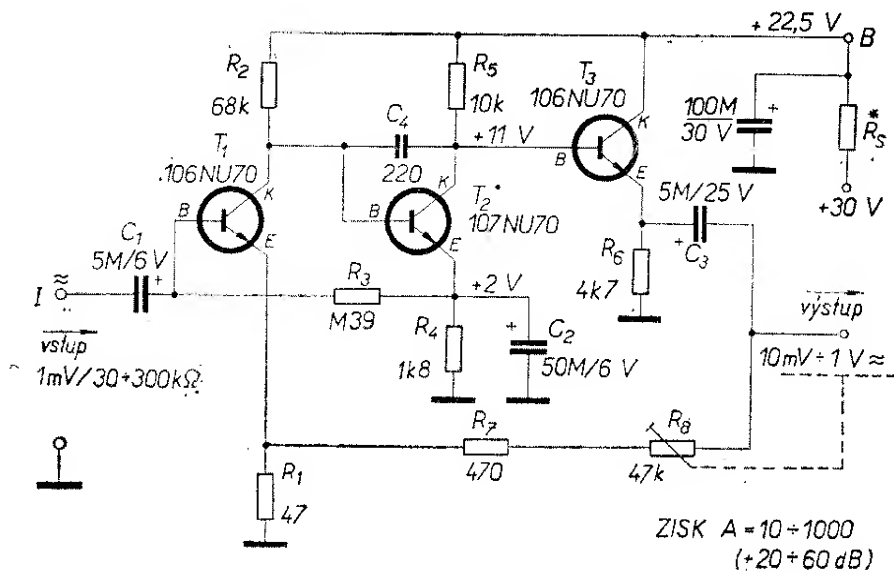 + 22,5 V
B
R2
68k
R5
10k
T3
106NU70
100M
30 V
+
RS*
+30 V
C4
220
+11 V
T1
106NU70
K
B
E
K
B
E
T2
107NU70
B
K
E
5M/25 V
+
C3
C1
5M/6 V
+
I
≈
vstup
1mV/30÷300kΩ
R3
M39
+2 V
R4
1k8
+
C2
50M/6 V
R6
4k7
výstup
10mV÷1 V≈
R7
470
R8
47k
R1
47
ZISK A = 10÷1000
(+20÷60 dB)